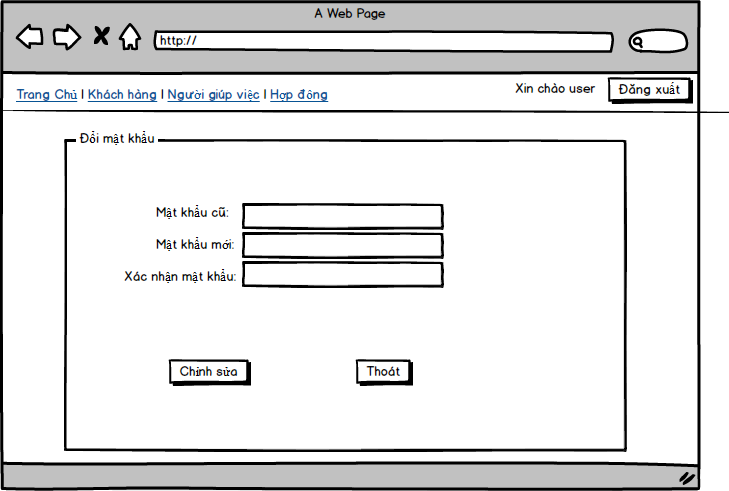 A Web Page
http://
Trang Chủ | Khách hàng | Người giúp việc | Hợp đồng
Xin chào user
Đăng xuất
Đổi mật khẩu
Mật khẩu cũ:
Mật khẩu mới:
Xác nhận mật khẩu:
Chỉnh sửa
Thoát